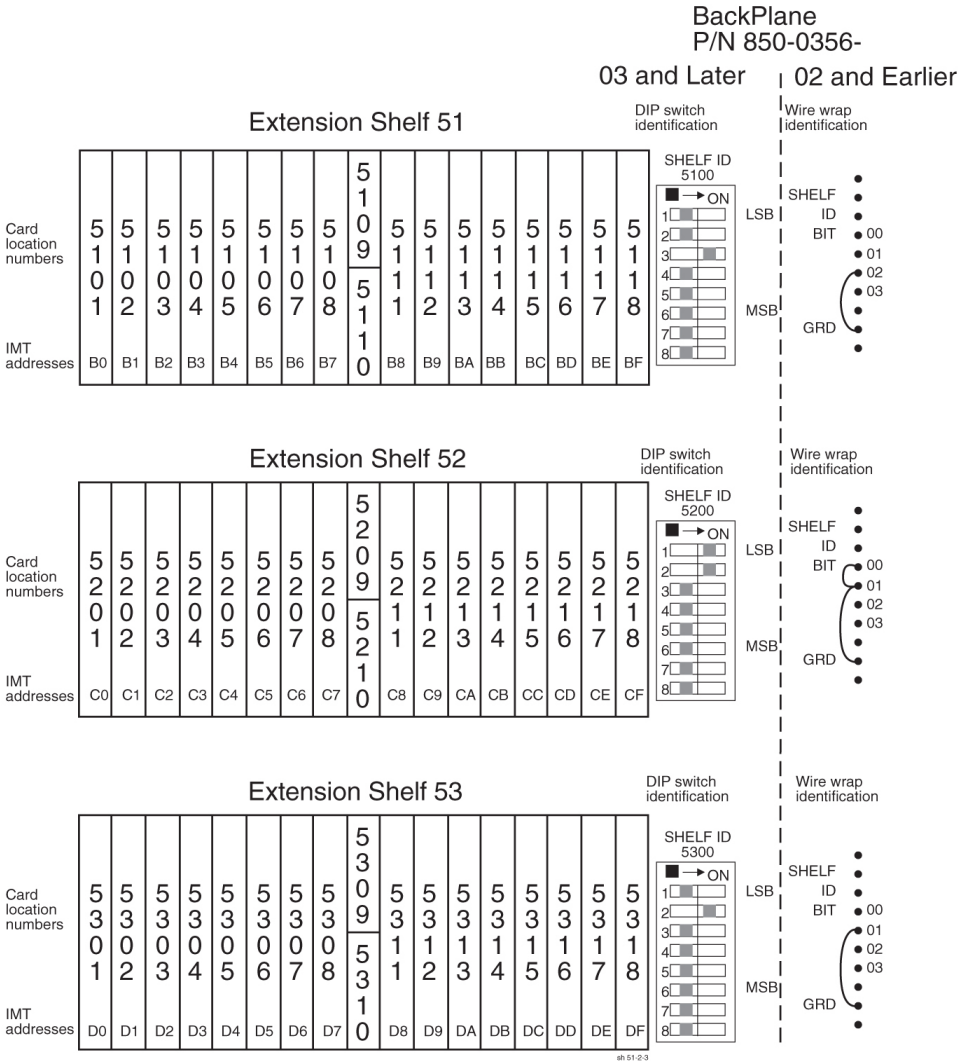 BackPlane
P/N 850-0356-
03 and Later
02 and Earlier
Extension Shelf 51
DIP switch
identification
Wire wrap
identification
SHELF ID
5100
ON
Card
location
numbers
5101 5102 5103 5104 5105 5106 5107 5108 5109 5110 5111 5112 5113 5114 5115 5116 5117 5118
IMT
addresses
B0 B1 B2 B3 B4 B5 B6 B7 B8 B9 BA BB BC BD BE BF
1 LSB
2
3
4
5
6 MSB
7
8
SHELF
ID
BIT 00
01
02
03
GRD
Extension Shelf 52
DIP switch
identification
Wire wrap
identification
SHELF ID
5200
ON
Card
location
numbers
5201 5202 5203 5204 5205 5206 5207 5208 5209 5210 5211 5212 5213 5214 5215 5216 5217 5218
IMT
addresses
C0 C1 C2 C3 C4 C5 C6 C7 C8 C9 CA CB CC CD CE CF
1 LSB
2
3
4
5
6 MSB
7
8
SHELF
ID
BIT 00
01
02
03
GRD
Extension Shelf 53
DIP switch
identification
Wire wrap
identification
SHELF ID
5300
ON
Card
location
numbers
5301 5302 5303 5304 5305 5306 5307 5308 5309 5310 5311 5312 5313 5314 5315 5316 5317 5318
IMT
addresses
D0 D1 D2 D3 D4 D5 D6 D7 D8 D9 DA DB DC DD DE DF
1 LSB
2
3
4
5
6 MSB
7
8
SHELF
ID
BIT 00
01
02
03
GRD
sh 51-2-3